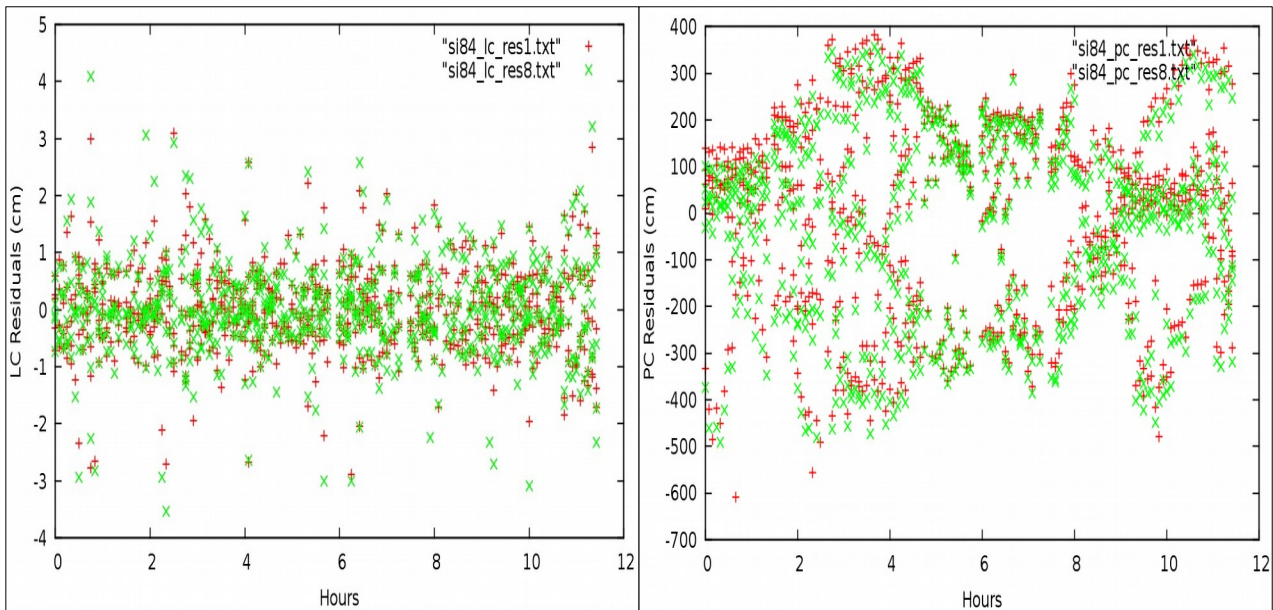 5
4
3
2
1
0
-1
-2
-3
-4
LC Residuals (cm)
"si84_lc_res1.txt"
"si84_lc_res8.txt"
0 2 4 6 8 10 12
Hours
400
300
200
100
0
-100
-200
-300
-400
-500
-600
-700
PC Residuals (cm)
"si84_pc_res1.txt"
"si84_pc_res8.txt"
0 2 4 6 8 10 12
Hours